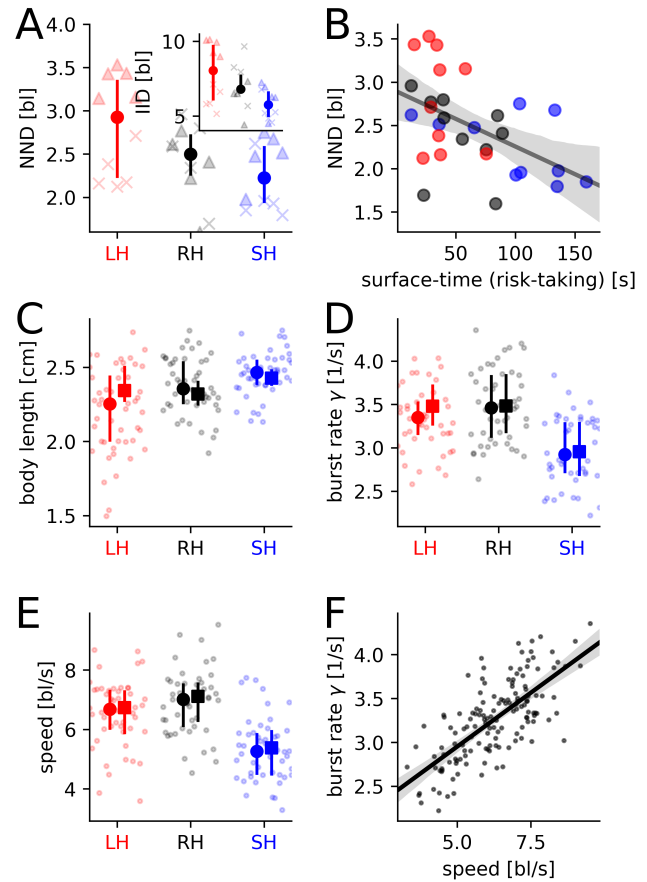 A
4.0
3.5
3.0
2.5
2.0
NND [bl]
LH RH SH
10
5
IID [bl]
B
3.5
3.0
2.5
2.0
1.5
NND [bl]
50 100 150
surface-time (risk-taking) [s]
C
2.5
2.0
1.5
body length [cm]
LH RH SH
D
4.0
3.5
3.0
2.5
burst rate γ [1/s]
LH RH SH
E
8
6
4
speed [bl/s]
LH RH SH
F
4.0
3.5
3.0
2.5
burst rate γ [1/s]
5.0 7.5
speed [bl/s]